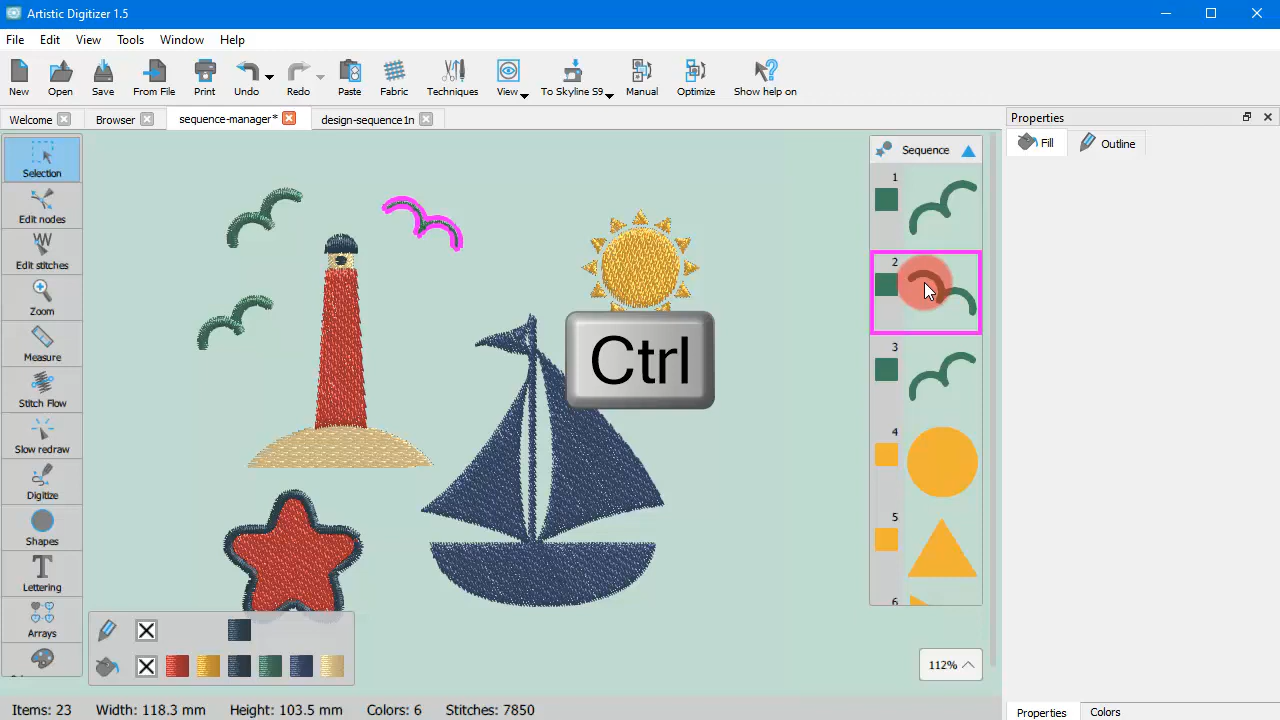 Artistic Digitizer 1.5
File Edit View Tools Window Help
New Open Save From File Print Undo Redo Paste Fabric Techniques View To Skyline S9 Manual Optimize Show help on
Welcome Browser sequence-manager* design-sequence1n
Properties
Fill Outline
Selection
Edit nodes
Edit stitches
Zoom
Measure
Stitch Flow
Slow redraw
Digitize
Shapes
Lettering
Arrays
Sequence
1
2
3
4
5
6
Ctrl
112%
Items: 23 Width: 118.3 mm Height: 103.5 mm Colors: 6 Stitches: 7850
Properties Colors